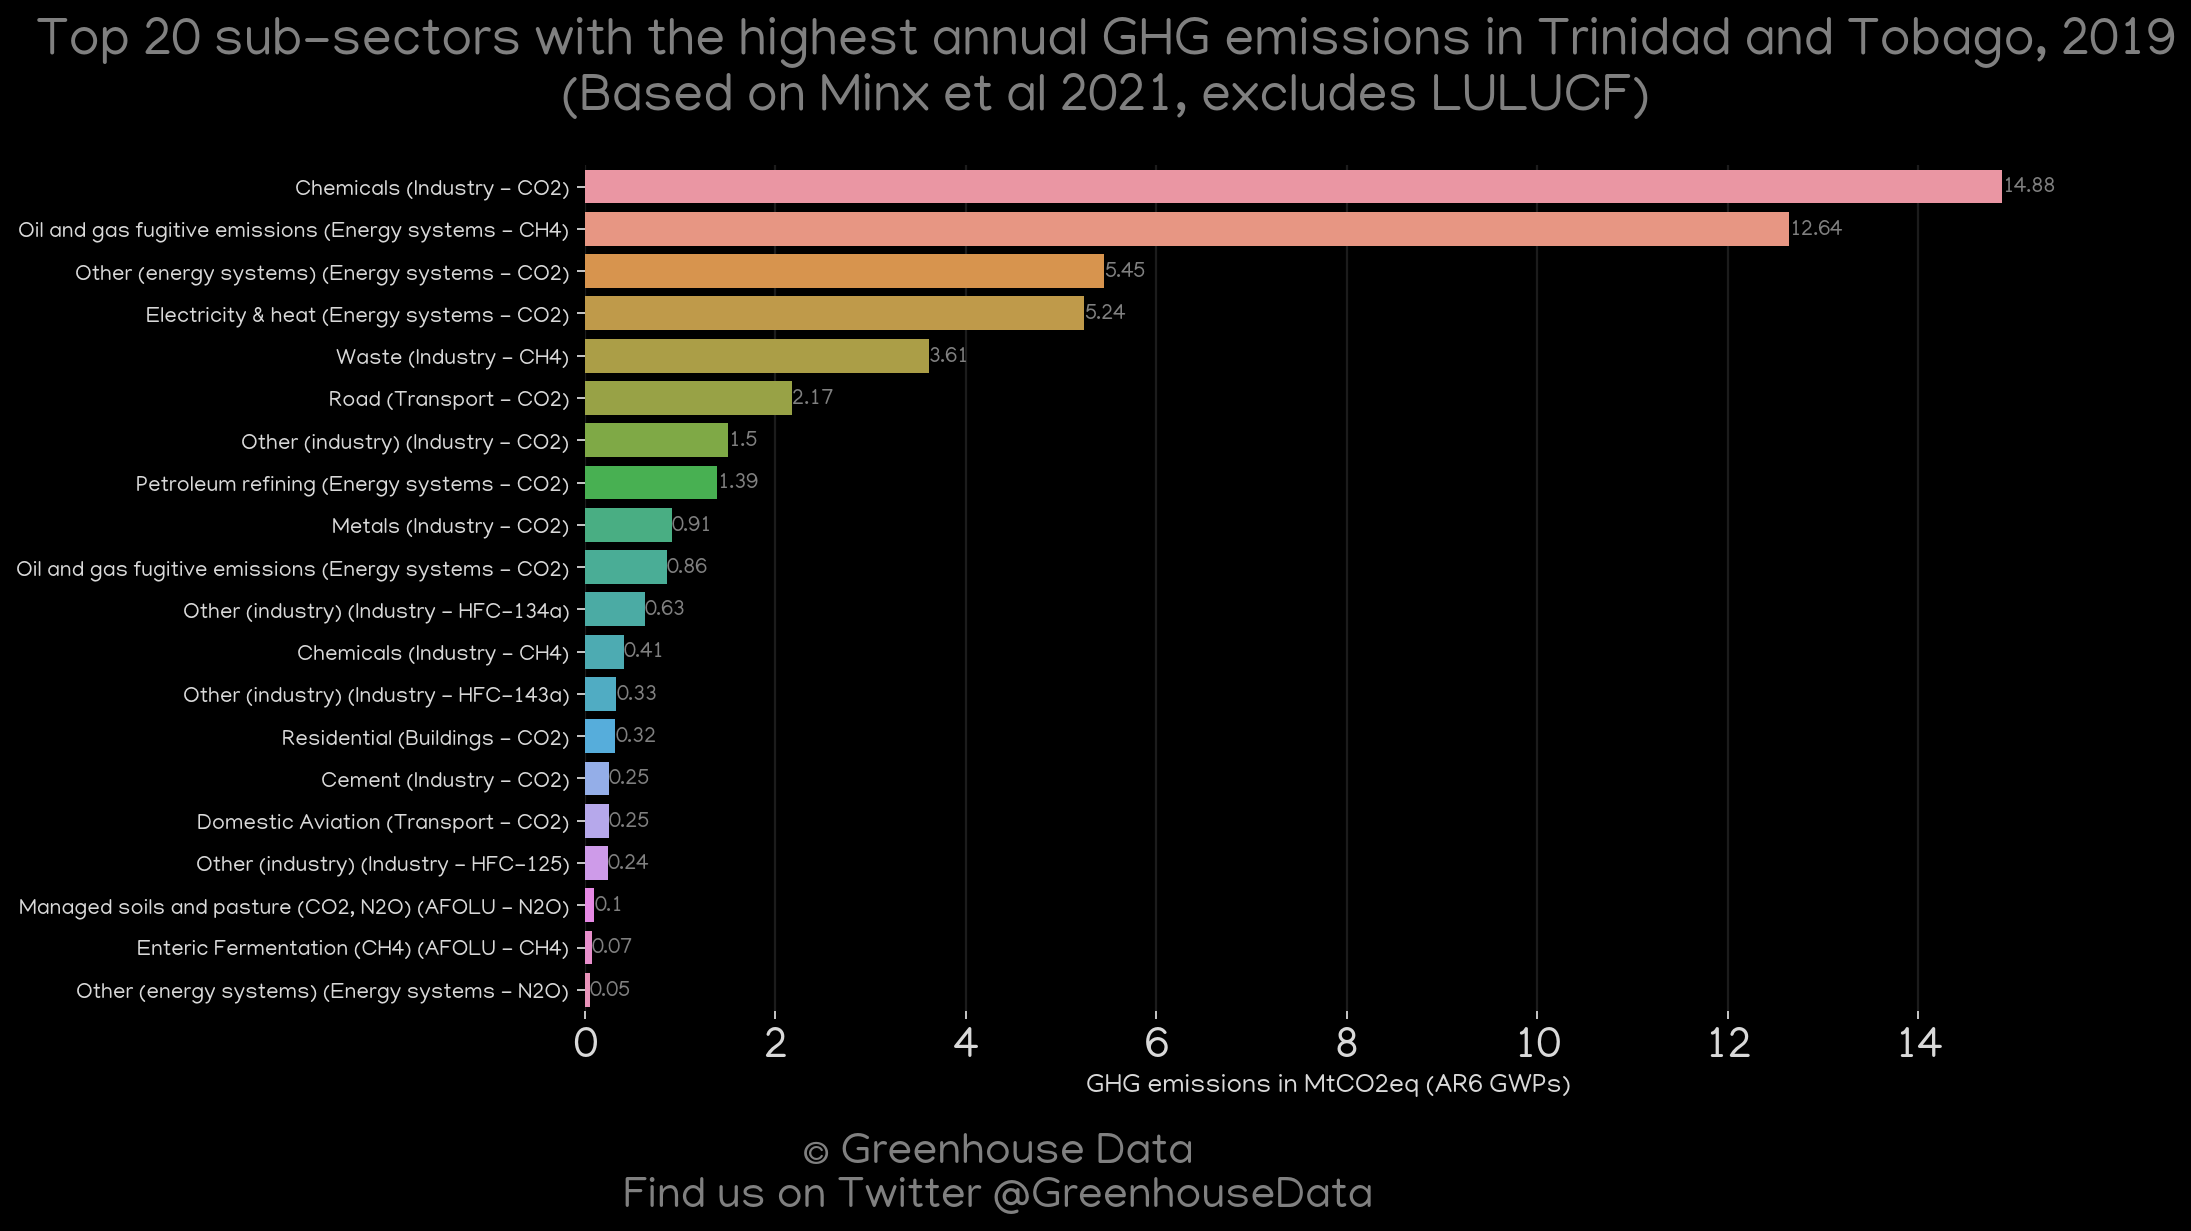 Top 20 sub-sectors with the highest annual GHG emissions in Trinidad and Tobago, 2019
(Based on Minx et al 2021, excludes LULUCF)
Chemicals (Industry - CO2) 14.88
Oil and gas fugitive emissions (Energy systems - CH4) 12.64
Other (energy systems) (Energy systems - CO2) 5.45
Electricity & heat (Energy systems - CO2) 5.24
Waste (Industry - CH4) 3.61
Road (Transport - CO2) 2.17
Other (industry) (Industry - CO2) 1.5
Petroleum refining (Energy systems - CO2) 1.39
Metals (Industry - CO2) 0.91
Oil and gas fugitive emissions (Energy systems - CO2) 0.86
Other (industry) (Industry - HFC-134a) 0.63
Chemicals (Industry - CH4) 0.41
Other (industry) (Industry - HFC-143a) 0.33
Residential (Buildings - CO2) 0.32
Cement (Industry - CO2) 0.25
Domestic Aviation (Transport - CO2) 0.25
Other (industry) (Industry - HFC-125) 0.24
Managed soils and pasture (CO2, N2O) (AFOLU - N2O) 0.1
Enteric Fermentation (CH4) (AFOLU - CH4) 0.07
Other (energy systems) (Energy systems - N2O) 0.05
0 2 4 6 8 10 12 14
GHG emissions in MtCO2eq (AR6 GWPs)
© Greenhouse Data
Find us on Twitter @GreenhouseData